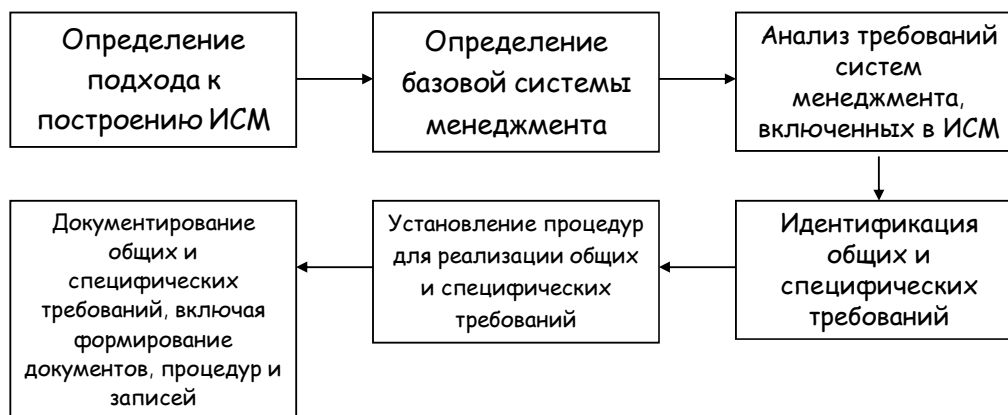 Определение
подхода к
построению ИСМ
Определение
базовой системы
менеджмента
Анализ требований
систем
менеджмента,
включенных в ИСМ
Идентификация
общих и
специфических
требований
Установление процедур
для реализации общих
и специфических
требований
Документирование
общих и
специфических
требований, включая
формирование
документов, процедур и
записей